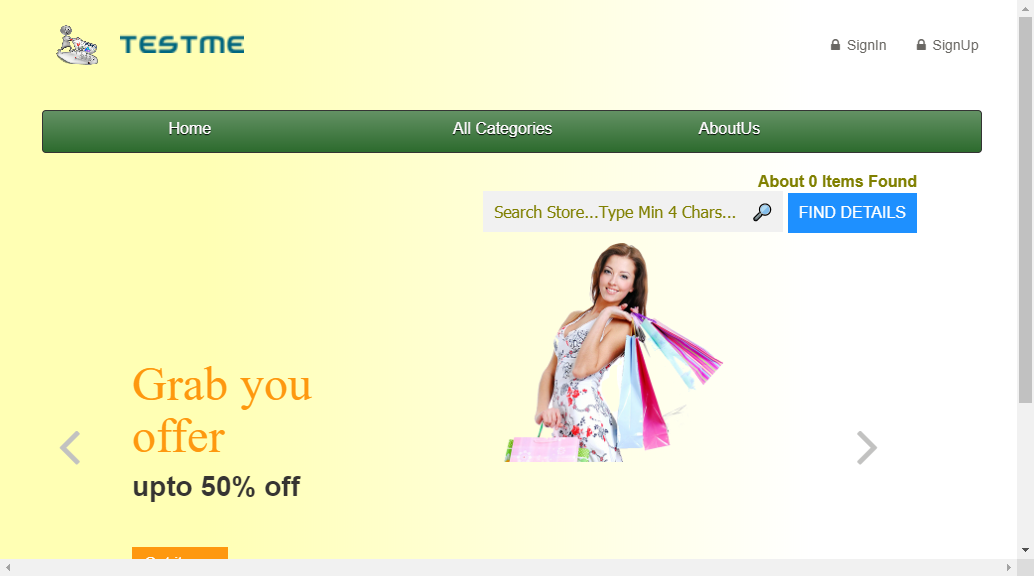 TESTME
SignIn
SignUp
Home
All Categories
AboutUs
About 0 Items Found
Search Store...Type Min 4 Chars...
FIND DETAILS
Grab you
offer
upto 50% off